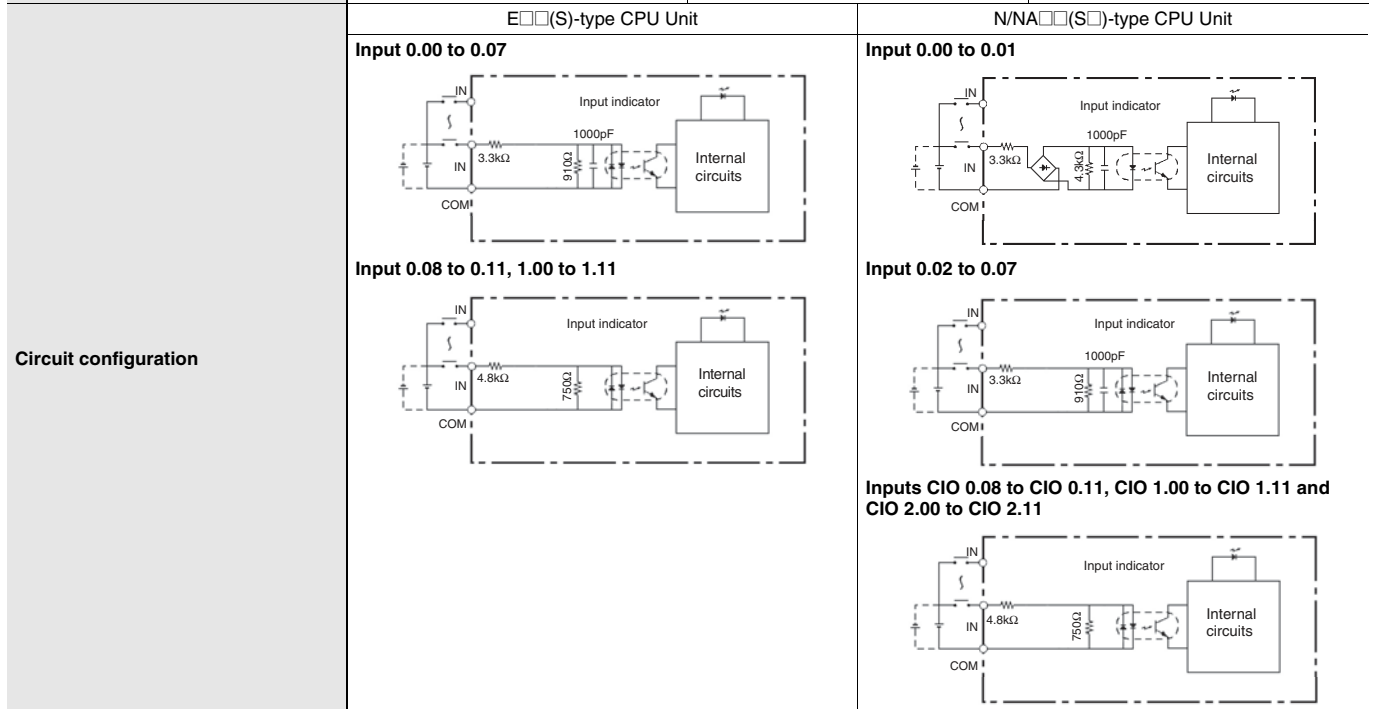 E□□(S)-type CPU Unit
N/NA□□(S□)-type CPU Unit
Circuit configuration
Input 0.00 to 0.07
IN
Input indicator
1000pF
3.3kΩ
910Ω
IN
Internal
circuits
COM
Input 0.08 to 0.11, 1.00 to 1.11
IN
Input indicator
4.8kΩ
750Ω
IN
Internal
circuits
COM
Input 0.00 to 0.01
IN
Input indicator
1000pF
3.3kΩ
4.3kΩ
IN
Internal
circuits
COM
Input 0.02 to 0.07
IN
Input indicator
1000pF
3.3kΩ
910Ω
IN
Internal
circuits
COM
Inputs CIO 0.08 to CIO 0.11, CIO 1.00 to CIO 1.11 and
CIO 2.00 to CIO 2.11
IN
Input indicator
4.8kΩ
750Ω
IN
Internal
circuits
COM